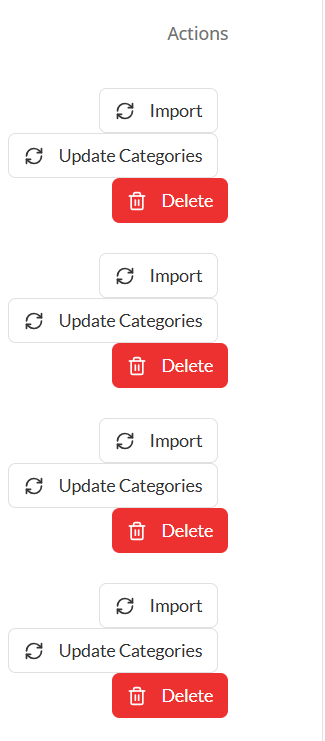 Actions
Import
Update Categories
Delete
Import
Update Categories
Delete
Import
Update Categories
Delete
Import
Update Categories
Delete